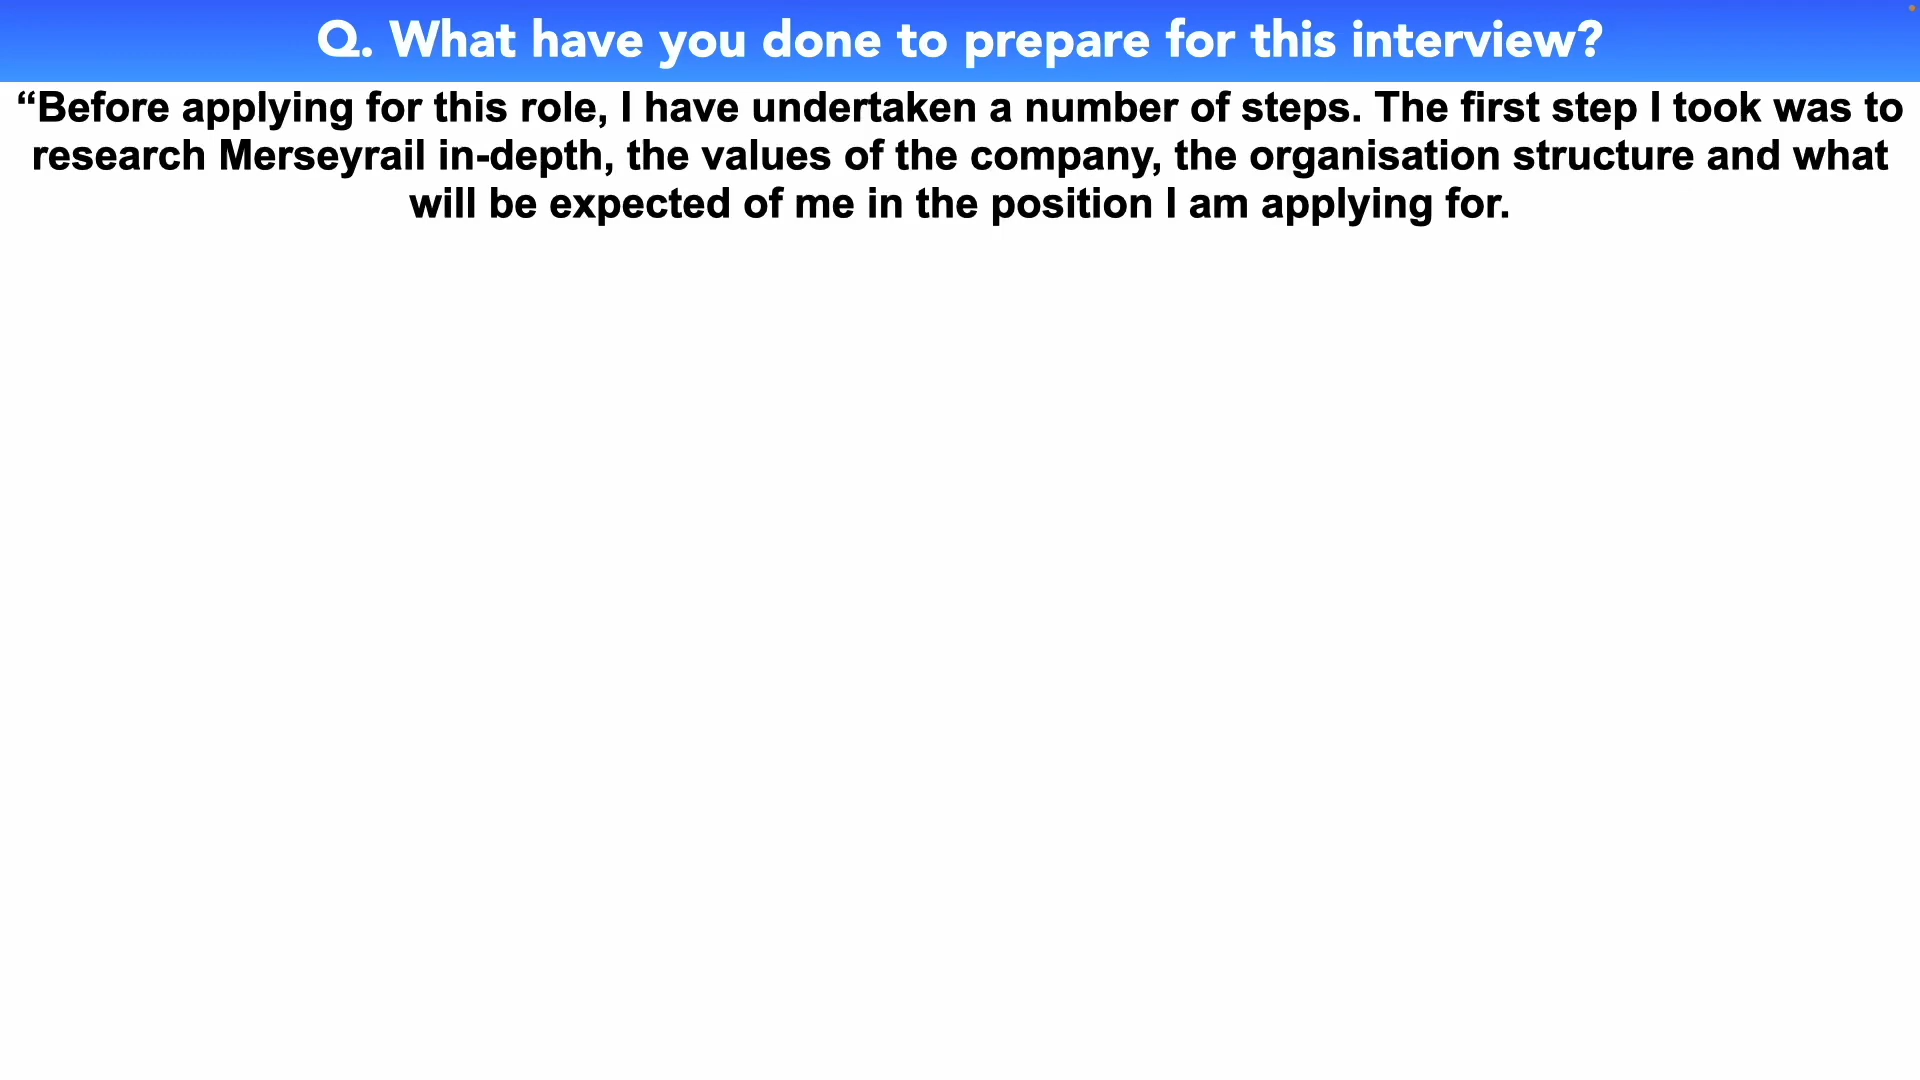 Q. What have you done to prepare for this interview?
“Before applying for this role, I have undertaken a number of steps. The first step I took was to
research Merseyrail in-depth, the values of the company, the organisation structure and what
will be expected of me in the position I am applying for.